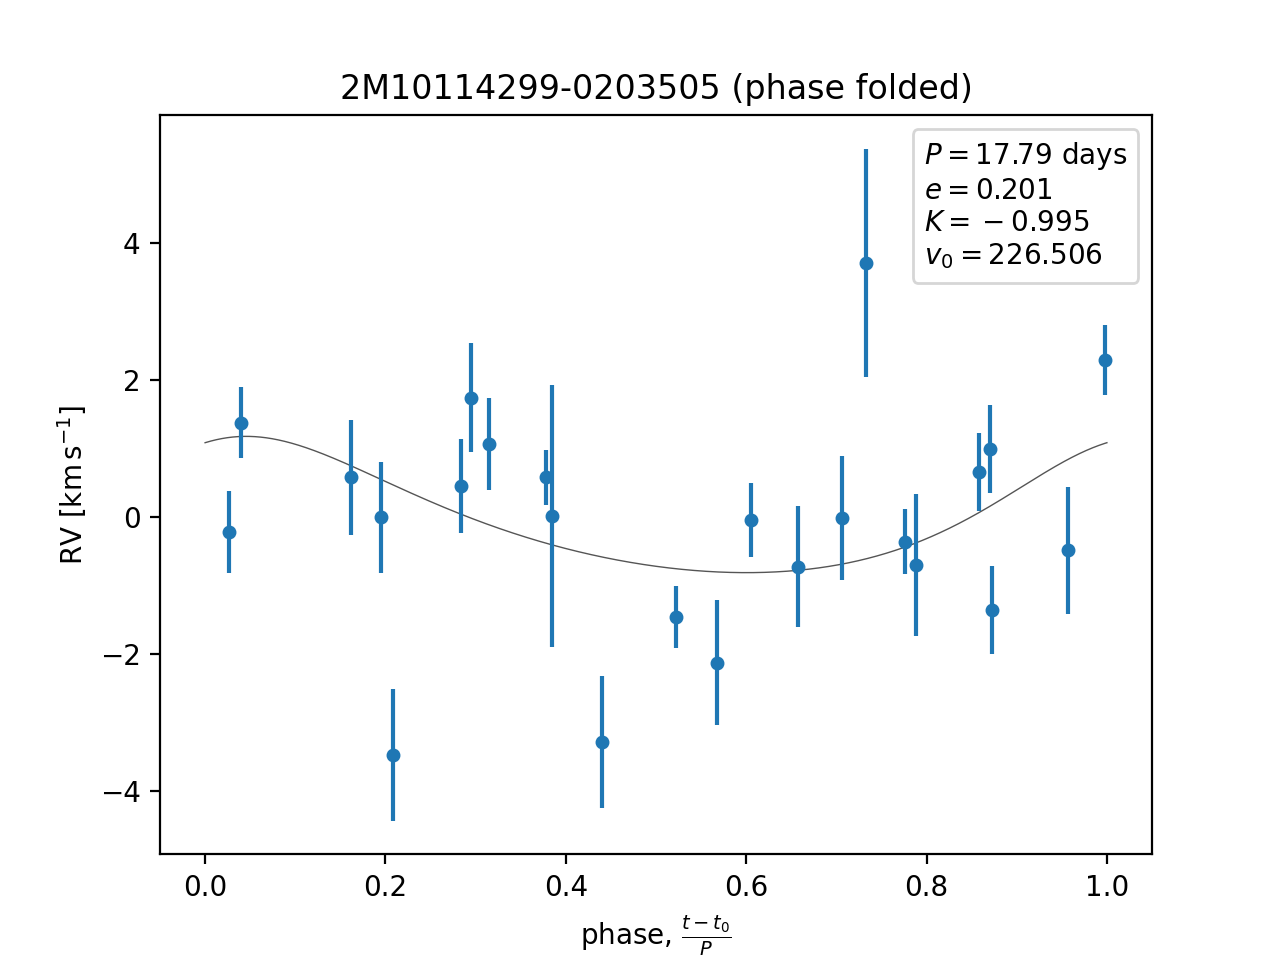 2M10114299-0203505 (phase folded)
P = 17.79 days
e = 0.201
K = −0.995
v₀ = 226.506
RV [km s⁻¹]
4
2
0
−2
−4
0.0 0.2 0.4 0.6 0.8 1.0
phase, (t − t₀)/P